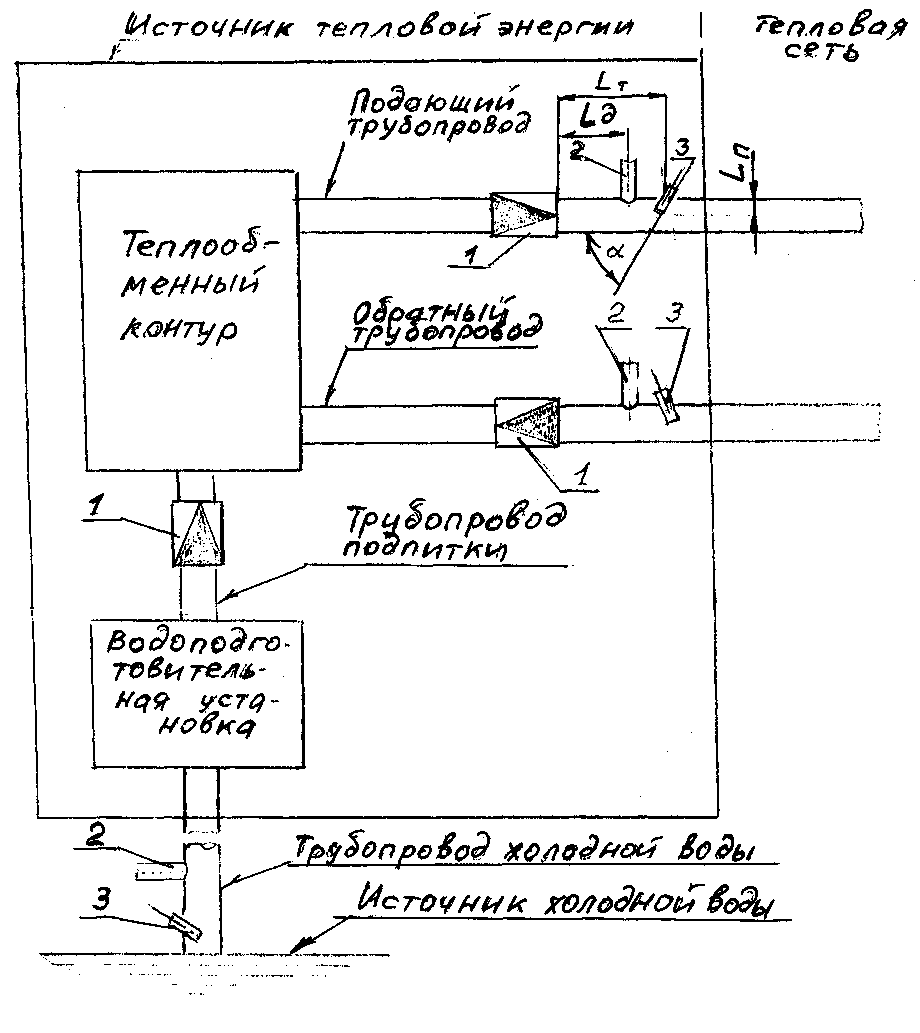 Источник тепловой энергии
Тепловая
сеть
Lт
Подающий
трубопровод
Lд
2
3
Lп
Теплооб-
менный
контур
1
α
Обратный
трубопровод
2
3
1
1
Трубопровод
подпитки
Водоподго-
товитель-
ная уста-
новка
2
Трубопровод холодной воды
3
Источник холодной воды